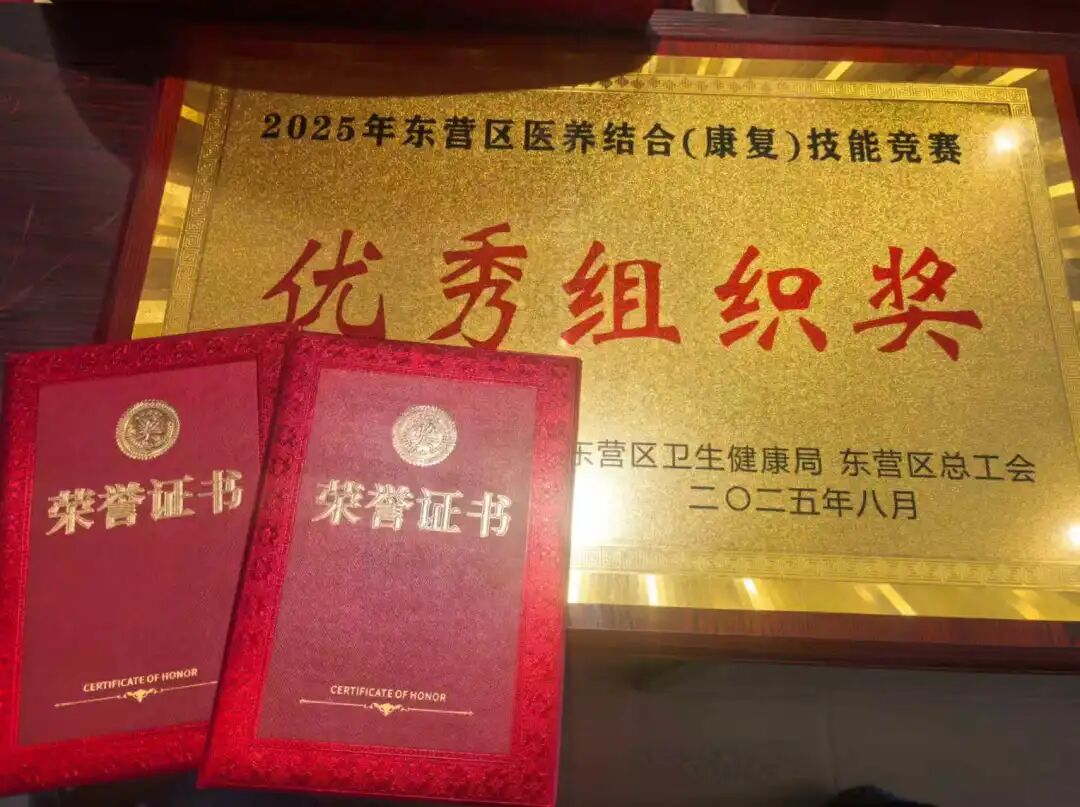 2025年东营区医养结合(康复)技能竞赛
优秀组织奖
东营区卫生健康局 东营区总工会
二〇二五年八月
荣誉证书
CERTIFICATE OF HONOR
荣誉证书
CERTIFICATE OF HONOR